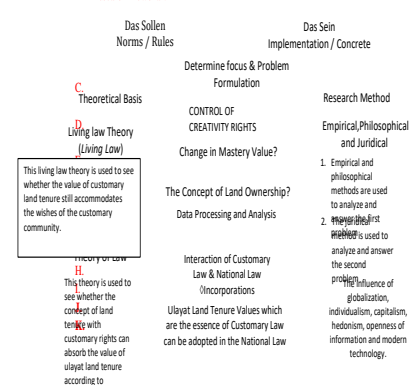 Das Sollen
Norms / Rules
Das Sein
Implementation / Concrete
Determine focus & Problem
Formulation
C.
Theoretical Basis
CONTROL OF
CREATIVITY RIGHTS
Research Method
D.
Living law Theory
(Living Law)
Change in Mastery Value?
Empirical,Philosophical
and Juridical
This living law theory is used to see
whether the value of customary
land tenure still accommodates
the wishes of the customary
community.
The Concept of Land Ownership?
Data Processing and Analysis
1. Empirical and
philosophical
methods are used
to analyze and
answer the first
problem.
2. The juridical
method is used to
analyze and answer
the second
problem.
Theory of Law
H.
This theory is used to
I.
see whether the
concept of land
K.
tenure with
customary rights can
absorb the value of
ulayat land tenure
according to
Interaction of Customary
Law & National Law
◊Incorporations
Ulayat Land Tenure Values which
are the essence of Customary Law
can be adopted in the National Law
The Influence of
globalization,
individualism, capitalism,
hedonism, openness of
information and modern
technology.